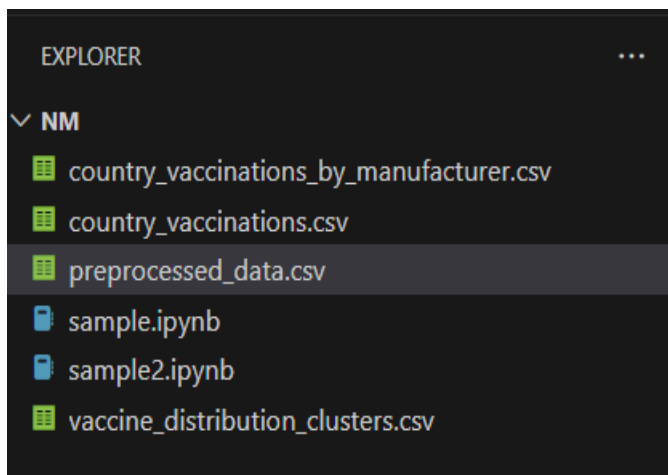 EXPLORER
NM
country_vaccinations_by_manufacturer.csv
country_vaccinations.csv
preprocessed_data.csv
sample.ipynb
sample2.ipynb
vaccine_distribution_clusters.csv